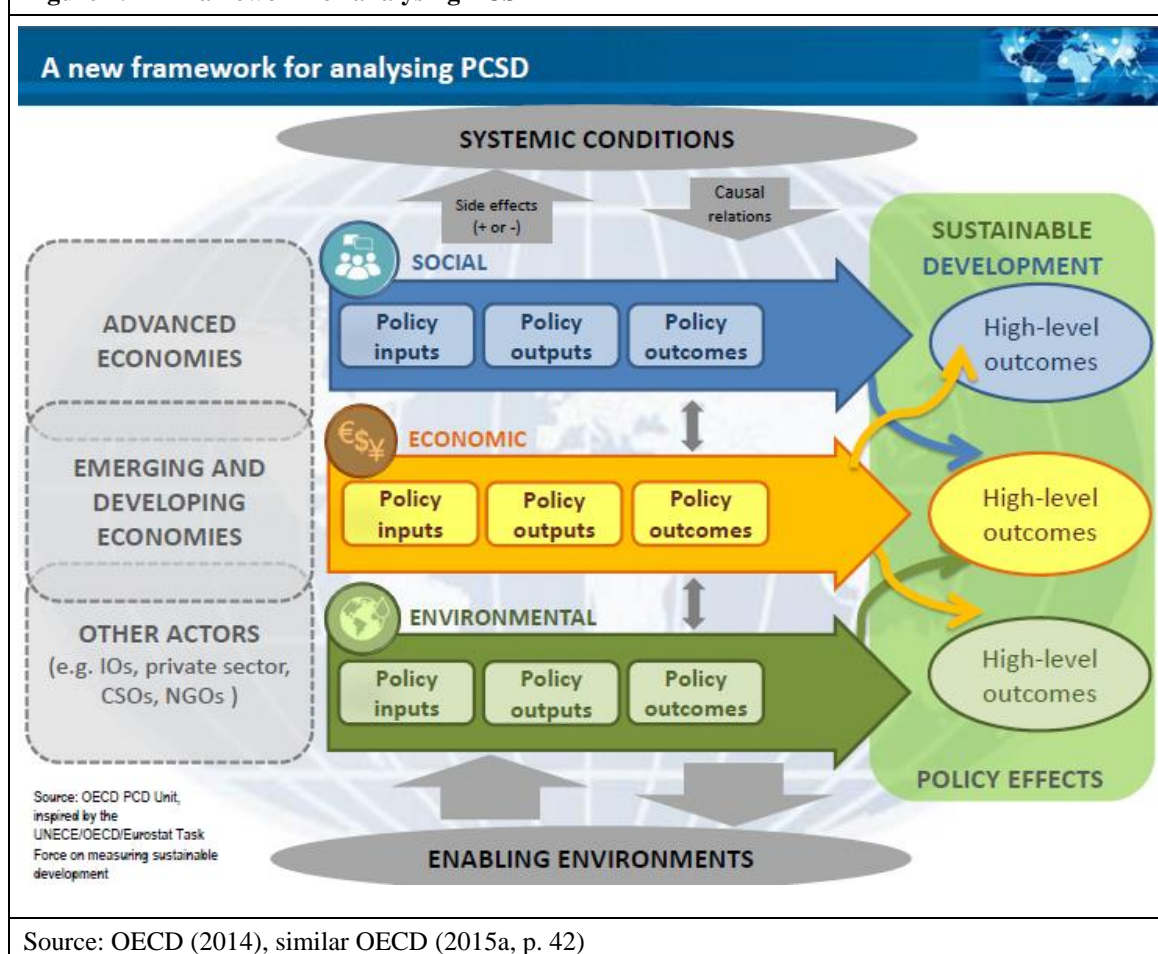 A new framework for analysing PCSD
SYSTEMIC CONDITIONS
Side effects
(+ or -)
Causal
relations
ADVANCED
ECONOMIES
EMERGING AND
DEVELOPING
ECONOMIES
OTHER ACTORS
(e.g. IOs, private sector,
CSOs, NGOs )
SOCIAL
Policy
inputs
Policy
outputs
Policy
outcomes
€$¥
ECONOMIC
Policy
inputs
Policy
outputs
Policy
outcomes
ENVIRONMENTAL
Policy
inputs
Policy
outputs
Policy
outcomes
SUSTAINABLE
DEVELOPMENT
High-level
outcomes
High-level
outcomes
High-level
outcomes
POLICY EFFECTS
ENABLING ENVIRONMENTS
Source: OECD PCD Unit,
inspired by the
UNECE/OECD/Eurostat Task
Force on measuring sustainable
development
Source: OECD (2014), similar OECD (2015a, p. 42)